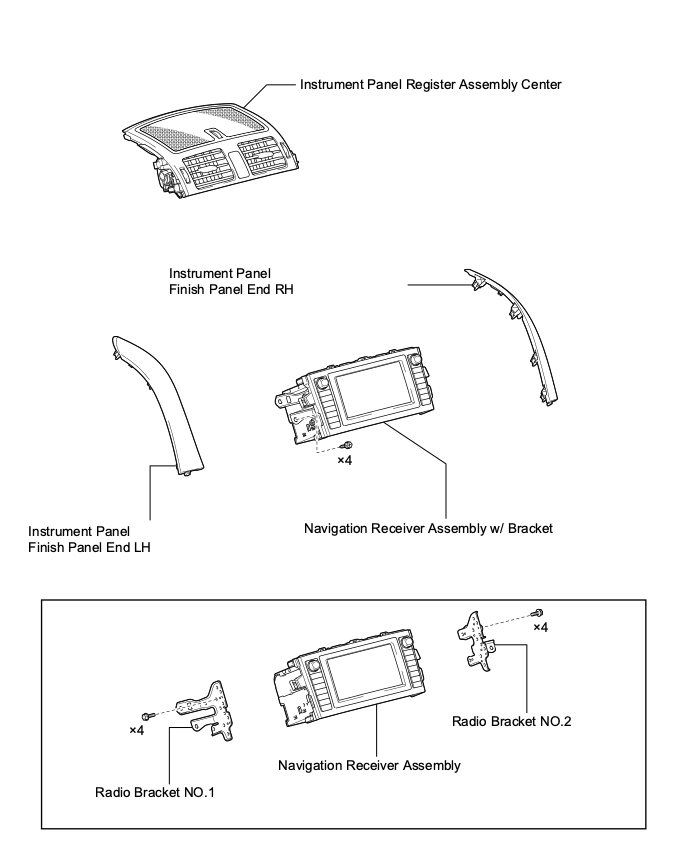 Instrument Panel Register Assembly Center
Instrument Panel
Finish Panel End RH
×4
Instrument Panel
Finish Panel End LH
Navigation Receiver Assembly w/ Bracket
×4
×4
Radio Bracket NO.2
Navigation Receiver Assembly
Radio Bracket NO.1